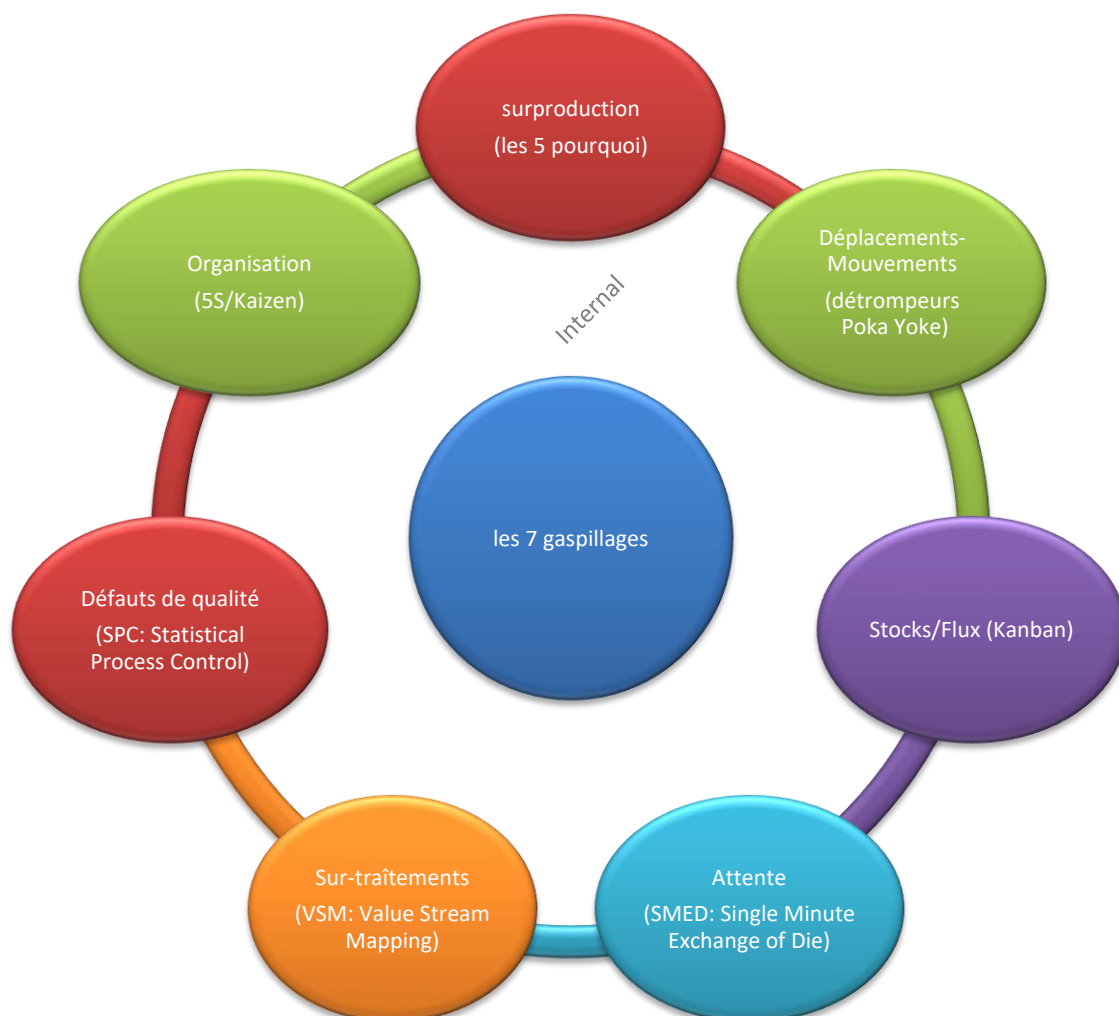 surproduction
(les 5 pourquoi)
Déplacements-
Mouvements
(détrompeurs
Poka Yoke)
Stocks/Flux (Kanban)
Attente
(SMED: Single Minute
Exchange of Die)
Sur-traîtements
(VSM: Value Stream
Mapping)
Défauts de qualité
(SPC: Statistical
Process Control)
Organisation
(5S/Kaizen)
Internal
les 7 gaspillages